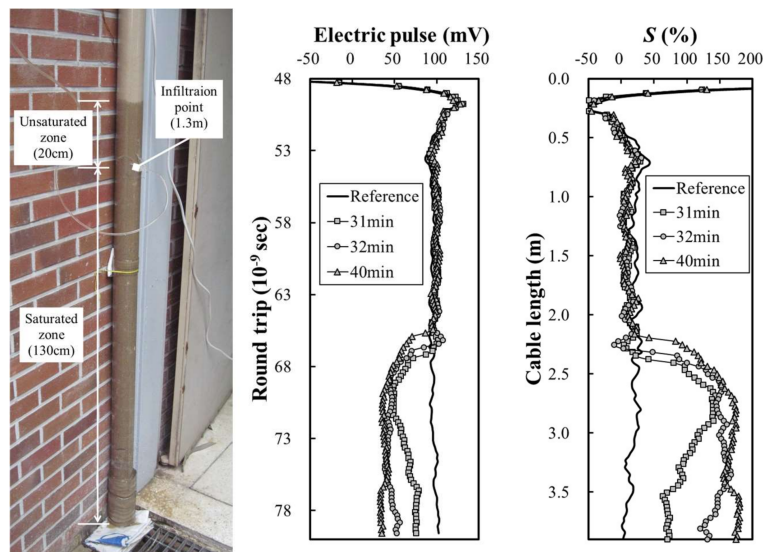 Unsaturated
zone
(20cm)
Infiltraion
point
(1.3m)
Saturated
zone
(130cm)
Electric pulse (mV)
-50 0 50 100 150
48
53
58
63
68
73
78
Round trip (10-9 sec)
Reference
31min
32min
40min
S (%)
-50 0 50 100 150 200
0.0
0.5
1.0
1.5
2.0
2.5
3.0
3.5
Cable length (m)
Reference
31min
32min
40min